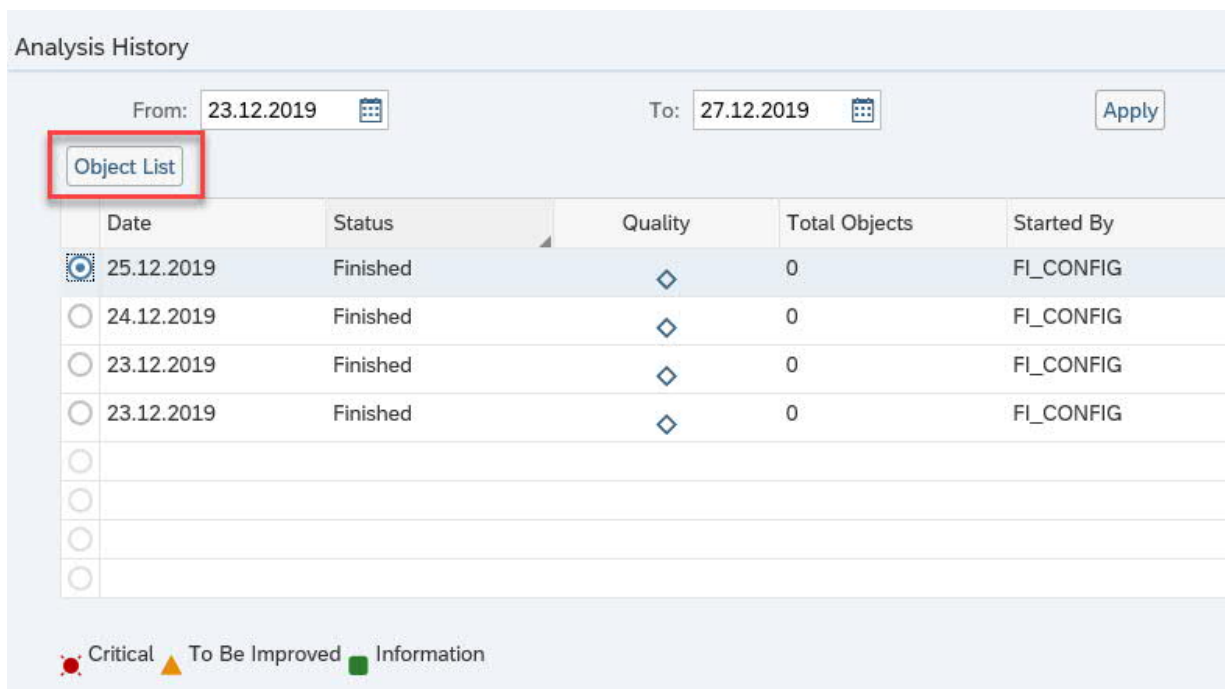 Analysis History
From: 23.12.2019 To: 27.12.2019 Apply
Object List
Date Status Quality Total Objects Started By
25.12.2019 Finished 0 FI_CONFIG
24.12.2019 Finished 0 FI_CONFIG
23.12.2019 Finished 0 FI_CONFIG
23.12.2019 Finished 0 FI_CONFIG
Critical To Be Improved Information